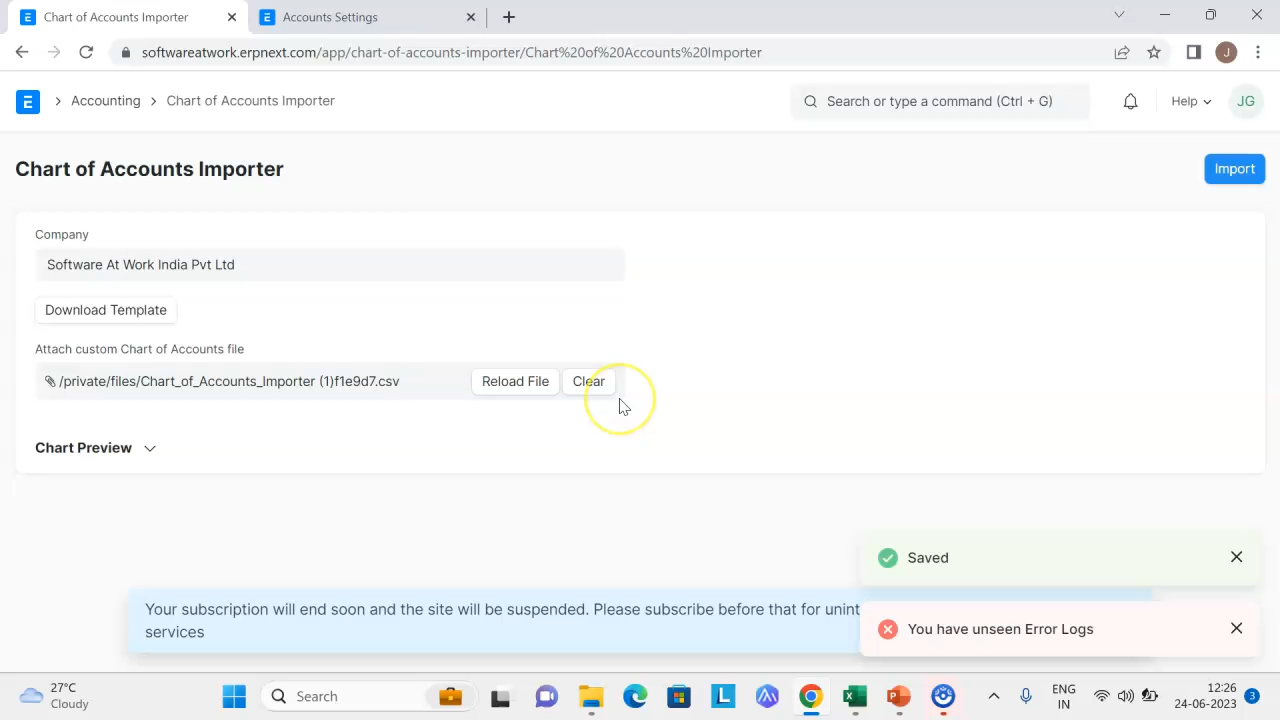 Chart of Accounts Importer
Accounts Settings
softwareatwork.erpnext.com/app/chart-of-accounts-importer/Chart%20of%20Accounts%20Importer
J
E
Accounting
Chart of Accounts Importer
Search or type a command (Ctrl + G)
Help
JG
Chart of Accounts Importer
Import
Company
Software At Work India Pvt Ltd
Download Template
Attach custom Chart of Accounts file
/private/files/Chart_of_Accounts_Importer (1)f1e9d7.csv
Reload File
Clear
Chart Preview
Saved
Your subscription will end soon and the site will be suspended. Please subscribe before that for unint
services
You have unseen Error Logs
27°C
Cloudy
Search
L
ENG
IN
12:26
24-06-2023
3